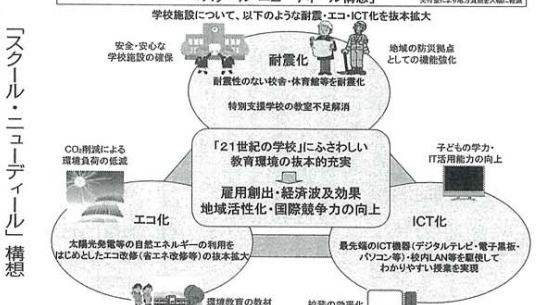 「スクール・ニューディール」構想
学校施設について、以下のような耐震・エコ・ICT化を抜本拡大
安全・安心な
学校施設の確保
地域の防災拠点
としての機能強化
耐震化
耐震性のない校舎・体育館等を耐震化
特別支援学校の教室不足解消
「21世紀の学校」にふさわしい
教育環境の抜本的充実
雇用創出・経済波及効果
地域活性化・国際競争力の向上
CO₂削減による
環境負荷の低減
エコ化
太陽光発電等の自然エネルギーの利用を
はじめとしたエコ改修(省エネ改修等)の抜本拡大
環境教育の教材
子どもの学力・
IT活用能力の向上
ICT化
最先端のICT機器(デジタルテレビ・電子黒板・
パソコン等)・校内LAN等を駆使して
わかりやすい授業を実現